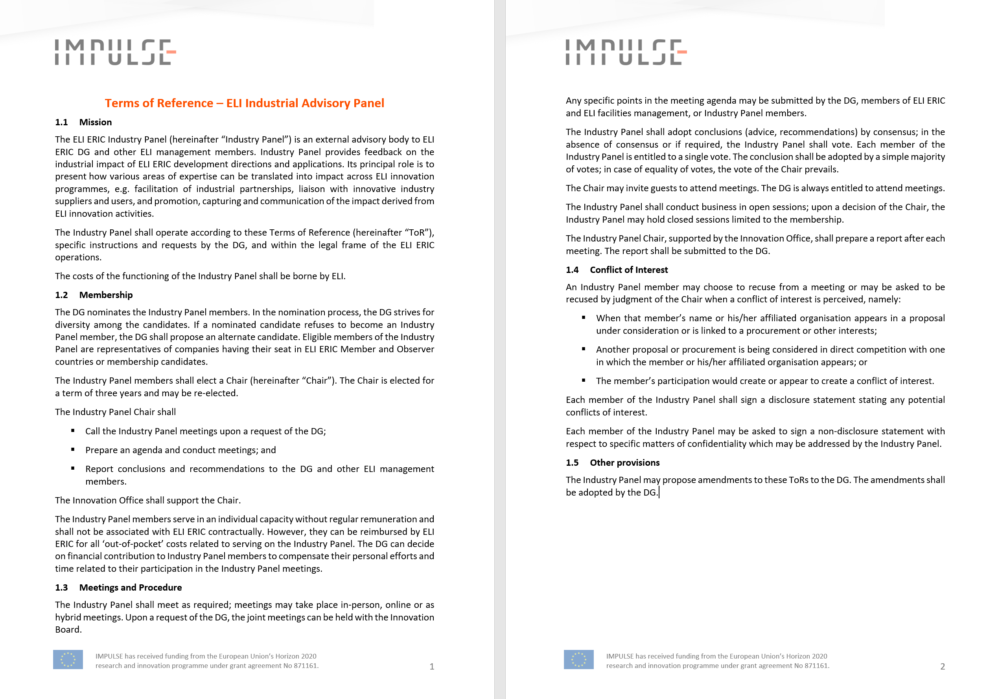 IMPULSE
Terms of Reference – ELI Industrial Advisory Panel
1.1 Mission
The ELI ERIC Industry Panel (hereinafter “Industry Panel”) is an external advisory body to ELI
ERIC DG and other ELI management members. Industry Panel provides feedback on the
industrial impact of ELI ERIC development directions and applications. Its principal role is to
present how various areas of expertise can be translated into impact across ELI innovation
programmes, e.g. facilitation of industrial partnerships, liaison with innovative industry
suppliers and users, and promotion, capturing and communication of the impact derived from
ELI innovation activities.
The Industry Panel shall operate according to these Terms of Reference (hereinafter “ToR”),
specific instructions and requests by the DG, and within the legal frame of the ELI ERIC
operations.
The costs of the functioning of the Industry Panel shall be borne by ELI.
1.2 Membership
The DG nominates the Industry Panel members. In the nomination process, the DG strives for
diversity among the candidates. If a nominated candidate refuses to become an Industry
Panel member, the DG shall propose an alternate candidate. Eligible members of the Industry
Panel are representatives of companies having their seat in ELI ERIC Member and Observer
countries or membership candidates.
The Industry Panel members shall elect a Chair (hereinafter “Chair”). The Chair is elected for
a term of three years and may be re-elected.
The Industry Panel Chair shall
▪ Call the Industry Panel meetings upon a request of the DG;
▪ Prepare an agenda and conduct meetings; and
▪ Report conclusions and recommendations to the DG and other ELI management
members.
The Innovation Office shall support the Chair.
The Industry Panel members serve in an individual capacity without regular remuneration and
shall not be associated with ELI ERIC contractually. However, they can be reimbursed by ELI
ERIC for all ‘out-of-pocket’ costs related to serving on the Industry Panel. The DG can decide
on financial contribution to Industry Panel members to compensate their personal efforts and
time related to their participation in the Industry Panel meetings.
1.3 Meetings and Procedure
The Industry Panel shall meet as required; meetings may take place in-person, online or as
hybrid meetings. Upon a request of the DG, the joint meetings can be held with the Innovation
Board.
IMPULSE has received funding from the European Union’s Horizon 2020
research and innovation programme under grant agreement No 871161.
1
IMPULSE
Any specific points in the meeting agenda may be submitted by the DG, members of ELI ERIC
and ELI facilities management, or Industry Panel members.
The Industry Panel shall adopt conclusions (advice, recommendations) by consensus; in the
absence of consensus or if required, the Industry Panel shall vote. Each member of the
Industry Panel is entitled to a single vote. The conclusion shall be adopted by a simple majority
of votes; in case of equality of votes, the vote of the Chair prevails.
The Chair may invite guests to attend meetings. The DG is always entitled to attend meetings.
The Industry Panel shall conduct business in open sessions; upon a decision of the Chair, the
Industry Panel may hold closed sessions limited to the membership.
The Industry Panel Chair, supported by the Innovation Office, shall prepare a report after each
meeting. The report shall be submitted to the DG.
1.4 Conflict of Interest
An Industry Panel member may choose to recuse from a meeting or may be asked to be
recused by judgment of the Chair when a conflict of interest is perceived, namely:
▪ When that member’s name or his/her affiliated organisation appears in a proposal
under consideration or is linked to a procurement or other interests;
▪ Another proposal or procurement is being considered in direct competition with one
in which the member or his/her affiliated organisation appears; or
▪ The member’s participation would create or appear to create a conflict of interest.
Each member of the Industry Panel shall sign a disclosure statement stating any potential
conflicts of interest.
Each member of the Industry Panel may be asked to sign a non-disclosure statement with
respect to specific matters of confidentiality which may be addressed by the Industry Panel.
1.5 Other provisions
The Industry Panel may propose amendments to these ToRs to the DG. The amendments shall
be adopted by the DG.
IMPULSE has received funding from the European Union’s Horizon 2020
research and innovation programme under grant agreement No 871161.
2